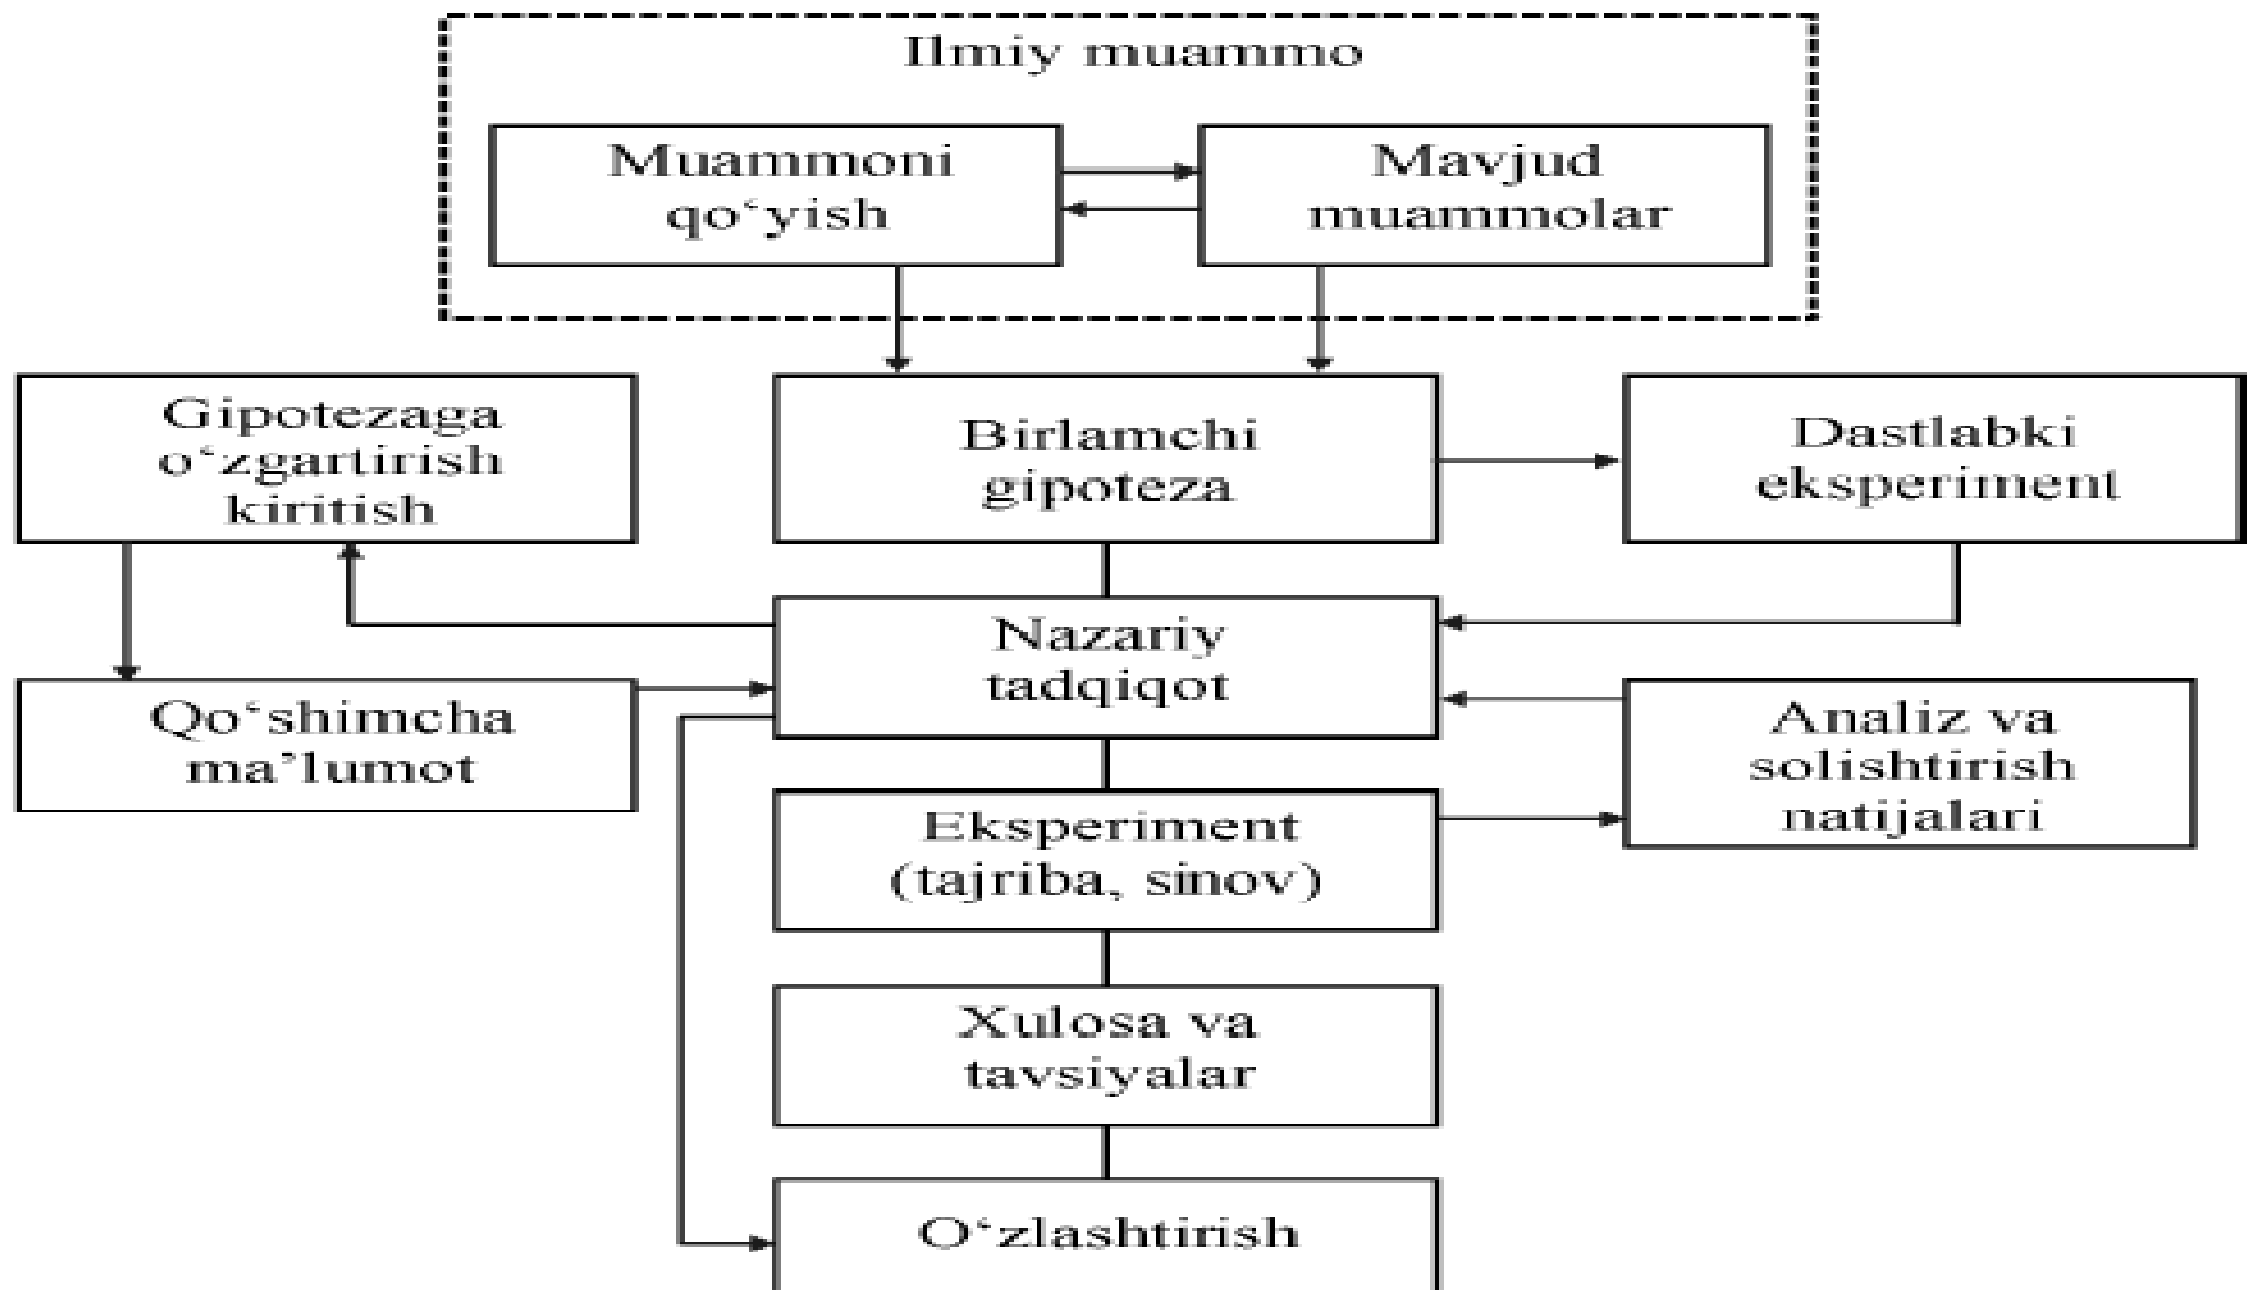 Ilmiy muammo
Muammoni
qo‘yish
Mavjud
muammolar
Gipotezaga
o‘zgartirish
kiritish
Birlamchi
gipoteza
Dastlabki
eksperiment
Nazariy
tadqiqot
Qo‘shimcha
ma’lumot
Analiz va
solishtirish
natijalari
Eksperiment
(tajriba, sinov)
Xulosa va
tavsiyalar
O‘zlashtirish